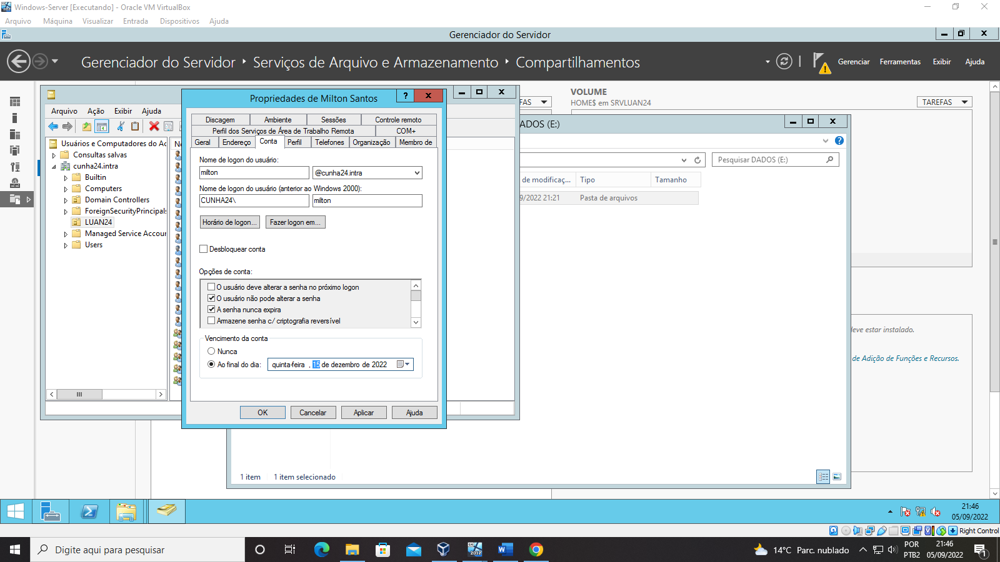 Windows-Server [Executando] - Oracle VM VirtualBox
Arquivo Máquina Visualizar Entrada Dispositivos Ajuda
Gerenciador do Servidor
Gerenciador do Servidor Serviços de Arquivo e Armazenamento Compartilhamentos
Gerenciar Ferramentas Exibir Ajuda
VOLUME
HOME$ em SRVLUAN24
TAREFAS
Arquivo Ação Exibir Ajuda
Usuários e Computadores do Ac
Consultas salvas
cunha24.intra
Builtin
Computers
Domain Controllers
ForeignSecurityPrincipals
LUAN24
Managed Service Accour
Users
Propriedades de Milton Santos
?
Discagem Ambiente Sessões Controle remoto
Perfil dos Serviços de Área de Trabalho Remota COM+
Geral Endereço Conta Perfil Telefones Organização Membro de
Nome de logon do usuário:
milton @cunha24.intra
Nome de logon do usuário (anterior ao Windows 2000):
CUNHA24\ milton
Horário de logon... Fazer logon em...
Desbloquear conta
Opções de conta:
O usuário deve alterar a senha no próximo logon
O usuário não pode alterar a senha
A senha nunca expira
Armazene senha c/ criptografia reversível
Vencimento da conta
Nunca
Ao final do dia: quinta-feira , 15 de dezembro de 2022
OK Cancelar Aplicar Ajuda
FAS
ADOS (E:)
Pesquisar DADOS (E:)
de modificaç... Tipo Tamanho
9/2022 21:21 Pasta de arquivos
1 item 1 item selecionado
deve estar instalado.
de Adição de Funções e Recursos.
21:46
05/09/2022
Right Control
Digite aqui para pesquisar
2012
14°C Parc. nublado
POR
PTB2
21:46
05/09/2022
1